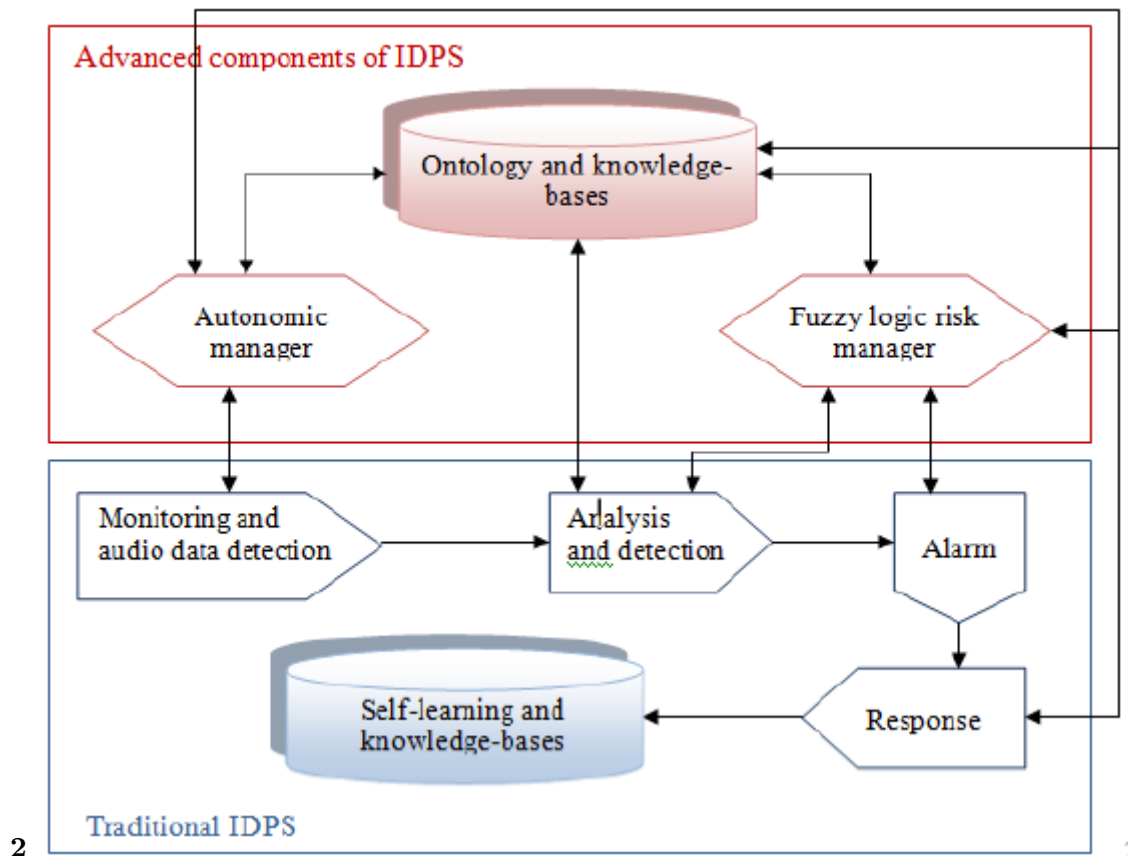 Advanced components of IDPS
Ontology and knowledge-
bases
Autonomic
manager
Fuzzy logic risk
manager
Monitoring and
audio data detection
Analysis
and detection
Alarm
Self-learning and
knowledge-bases
Response
Traditional IDPS
2